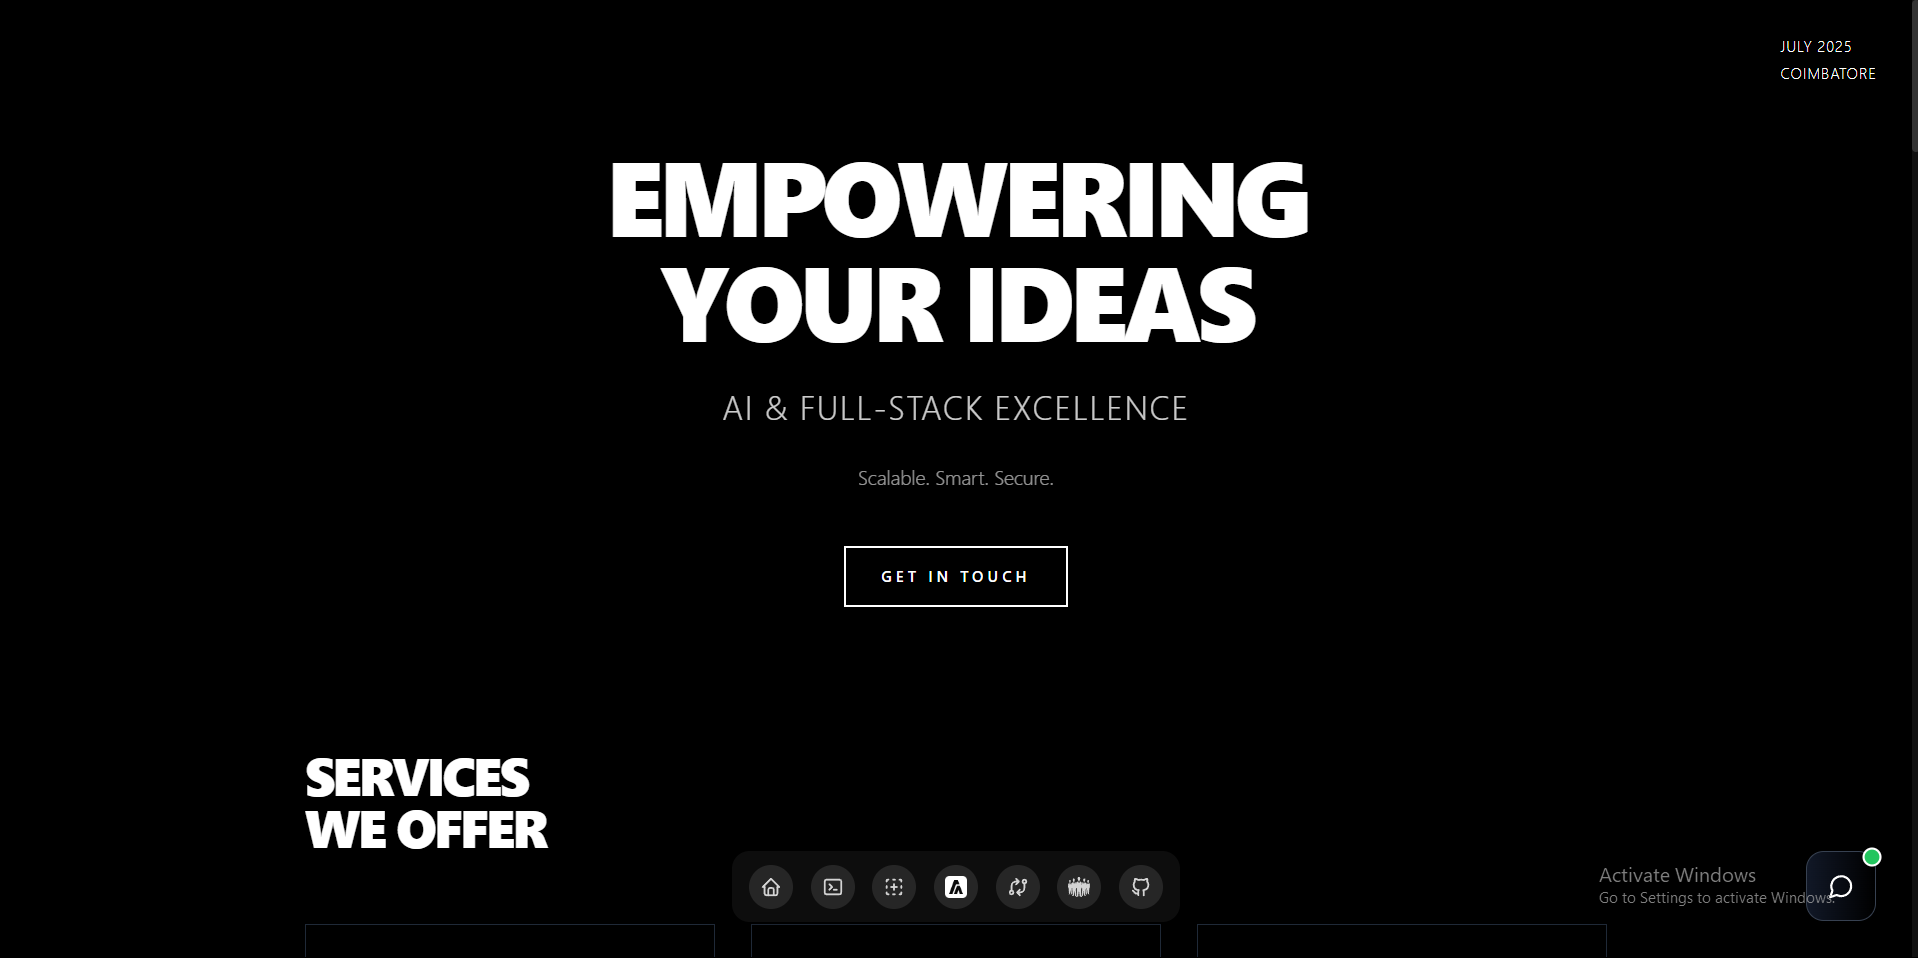 JULY 2025
COIMBATORE
EMPOWERING
YOUR IDEAS
AI & FULL-STACK EXCELLENCE
Scalable. Smart. Secure.
GET IN TOUCH
SERVICES
WE OFFER
Activate Windows
Go to Settings to activate Windows.